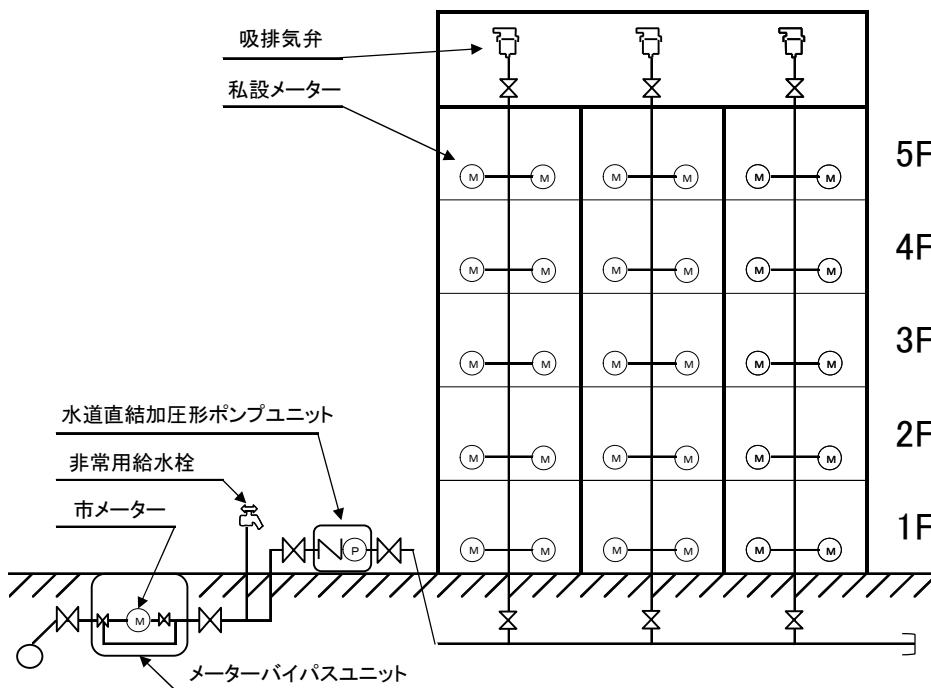 吸排気弁
私設メーター
M M M M M M 5F
M M M M M M 4F
M M M M M M 3F
M M M M M M 2F
水道直結加圧形ポンプユニット
非常用給水栓
市メーター
P
M M M M M M 1F
M
メーターバイパスユニット